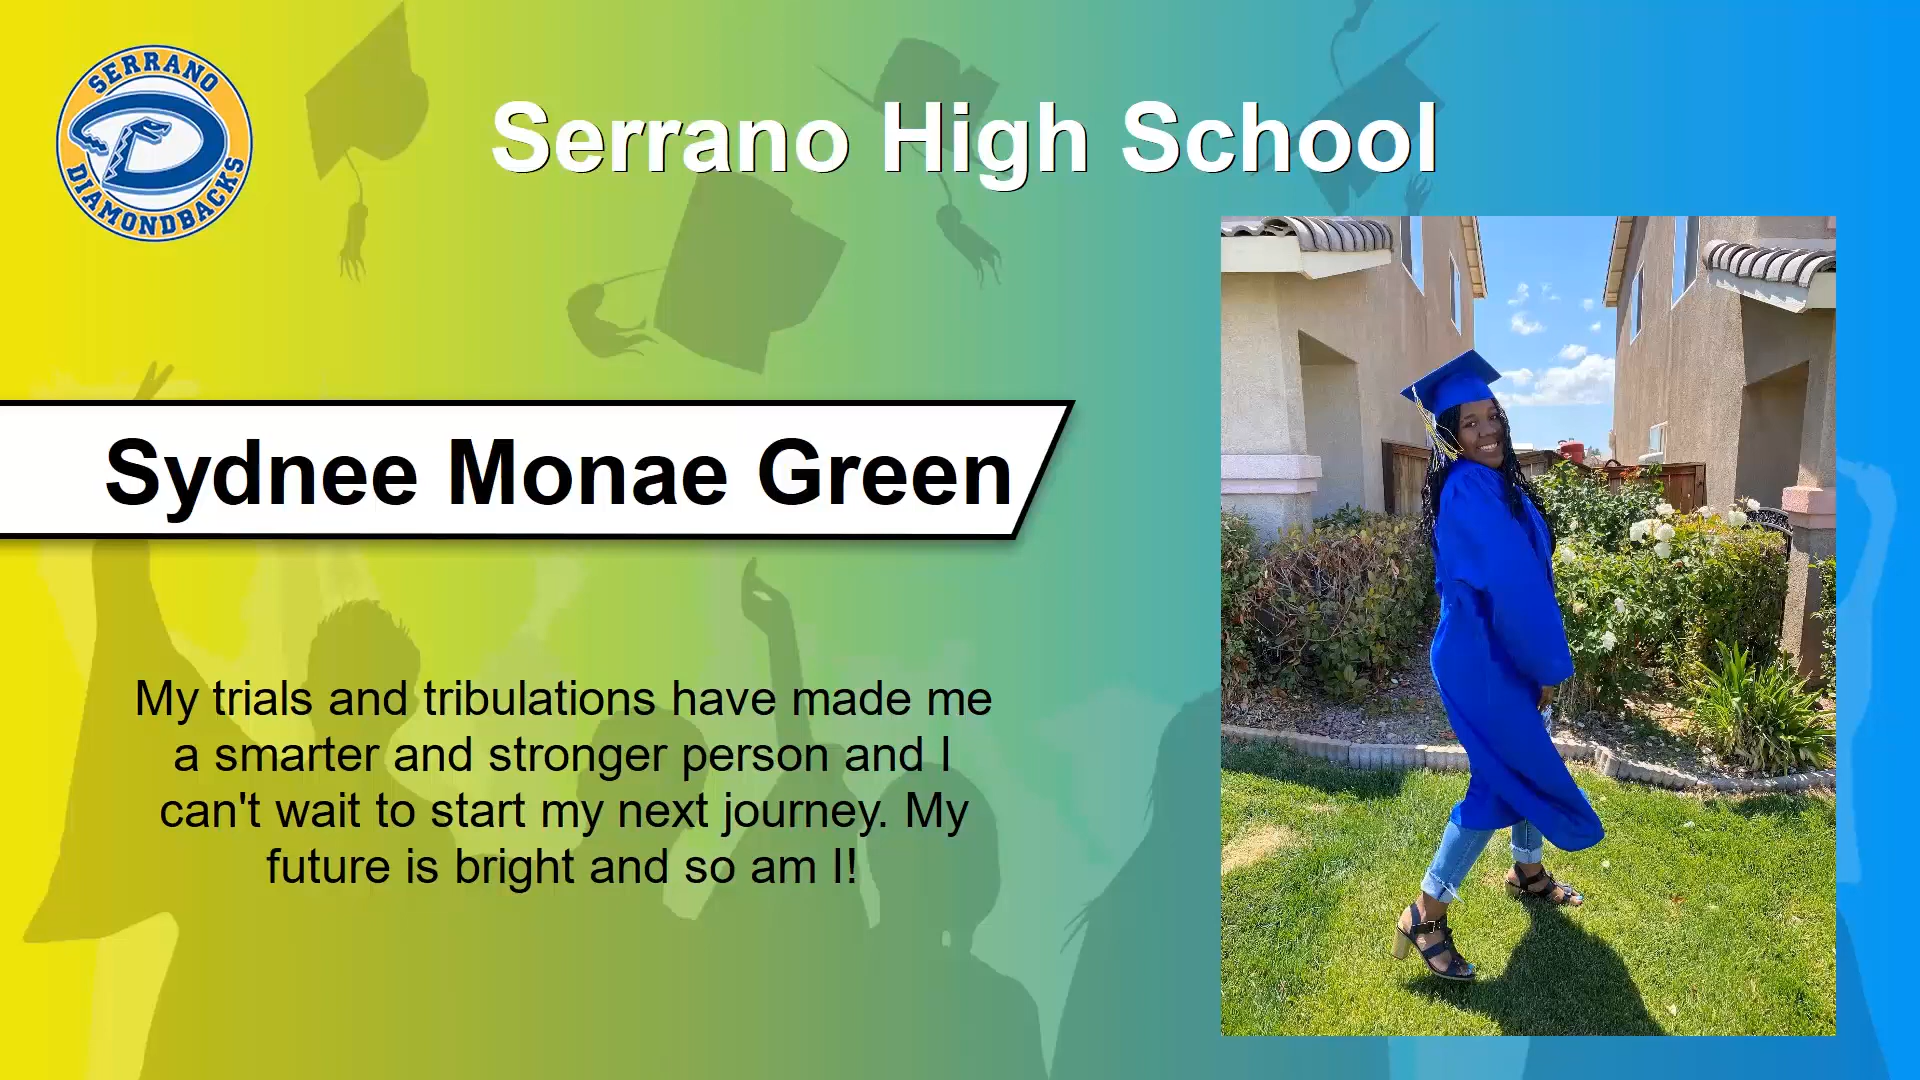 SERRANO
DIAMONDBACKS
Serrano High School
Sydnee Monae Green
My trials and tribulations have made me
a smarter and stronger person and I
can't wait to start my next journey. My
future is bright and so am I!